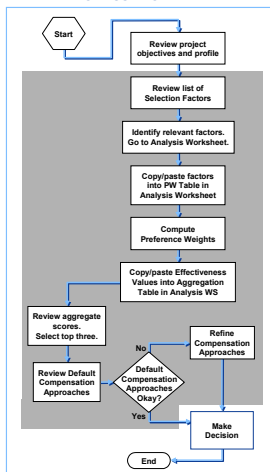 Start
Review project
objectives and profile
Review list of
Selection Factors
Identify relevant factors.
Go to Analysis Worksheet.
Copy/paste factors
into PW Table in
Analysis Worksheet
Compute
Preference Weights
Copy/paste Effectiveness
Values into Aggregation
Table in Analysis WS
Review aggregate
scores.
Select top three.
Review Default
Compensation
Approaches
Default
Compensation
Approaches
Okay?
No
Yes
Refine
Compensation
Approaches
Make
Decision
End